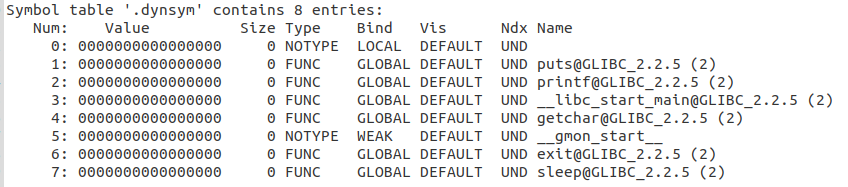 Symbol table '.dynsym' contains 8 entries:
   Num:    Value          Size Type    Bind   Vis      Ndx Name
     0: 0000000000000000     0 NOTYPE  LOCAL  DEFAULT  UND
     1: 0000000000000000     0 FUNC    GLOBAL DEFAULT  UND puts@GLIBC_2.2.5 (2)
     2: 0000000000000000     0 FUNC    GLOBAL DEFAULT  UND printf@GLIBC_2.2.5 (2)
     3: 0000000000000000     0 FUNC    GLOBAL DEFAULT  UND __libc_start_main@GLIBC_2.2.5 (2)
     4: 0000000000000000     0 FUNC    GLOBAL DEFAULT  UND getchar@GLIBC_2.2.5 (2)
     5: 0000000000000000     0 NOTYPE  WEAK   DEFAULT  UND __gmon_start__
     6: 0000000000000000     0 FUNC    GLOBAL DEFAULT  UND exit@GLIBC_2.2.5 (2)
     7: 0000000000000000     0 FUNC    GLOBAL DEFAULT  UND sleep@GLIBC_2.2.5 (2)